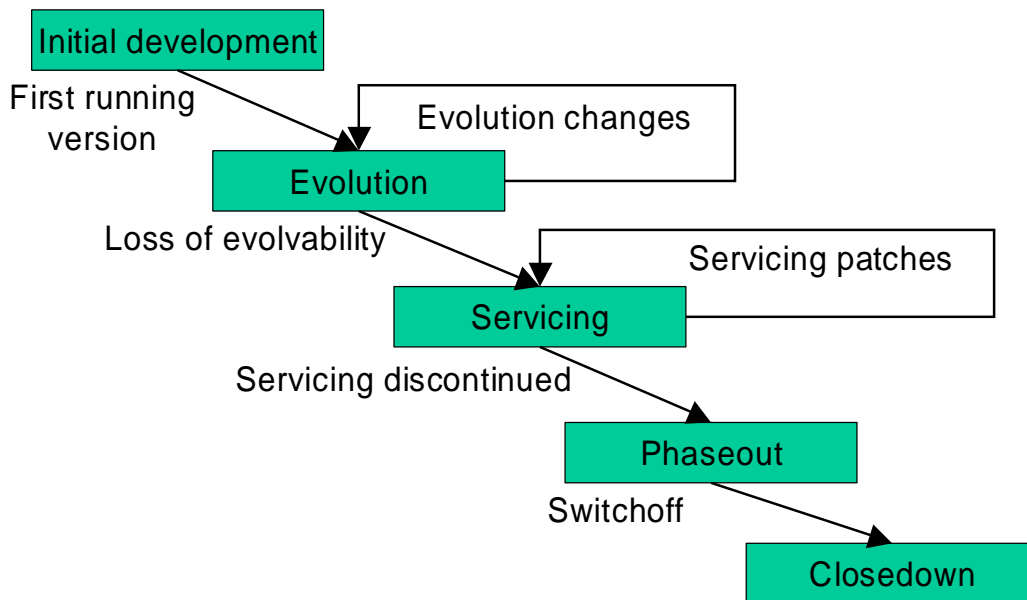 Initial development
First running
version
Evolution changes
Evolution
Loss of evolvability
Servicing patches
Servicing
Servicing discontinued
Phaseout
Switchoff
Closedown